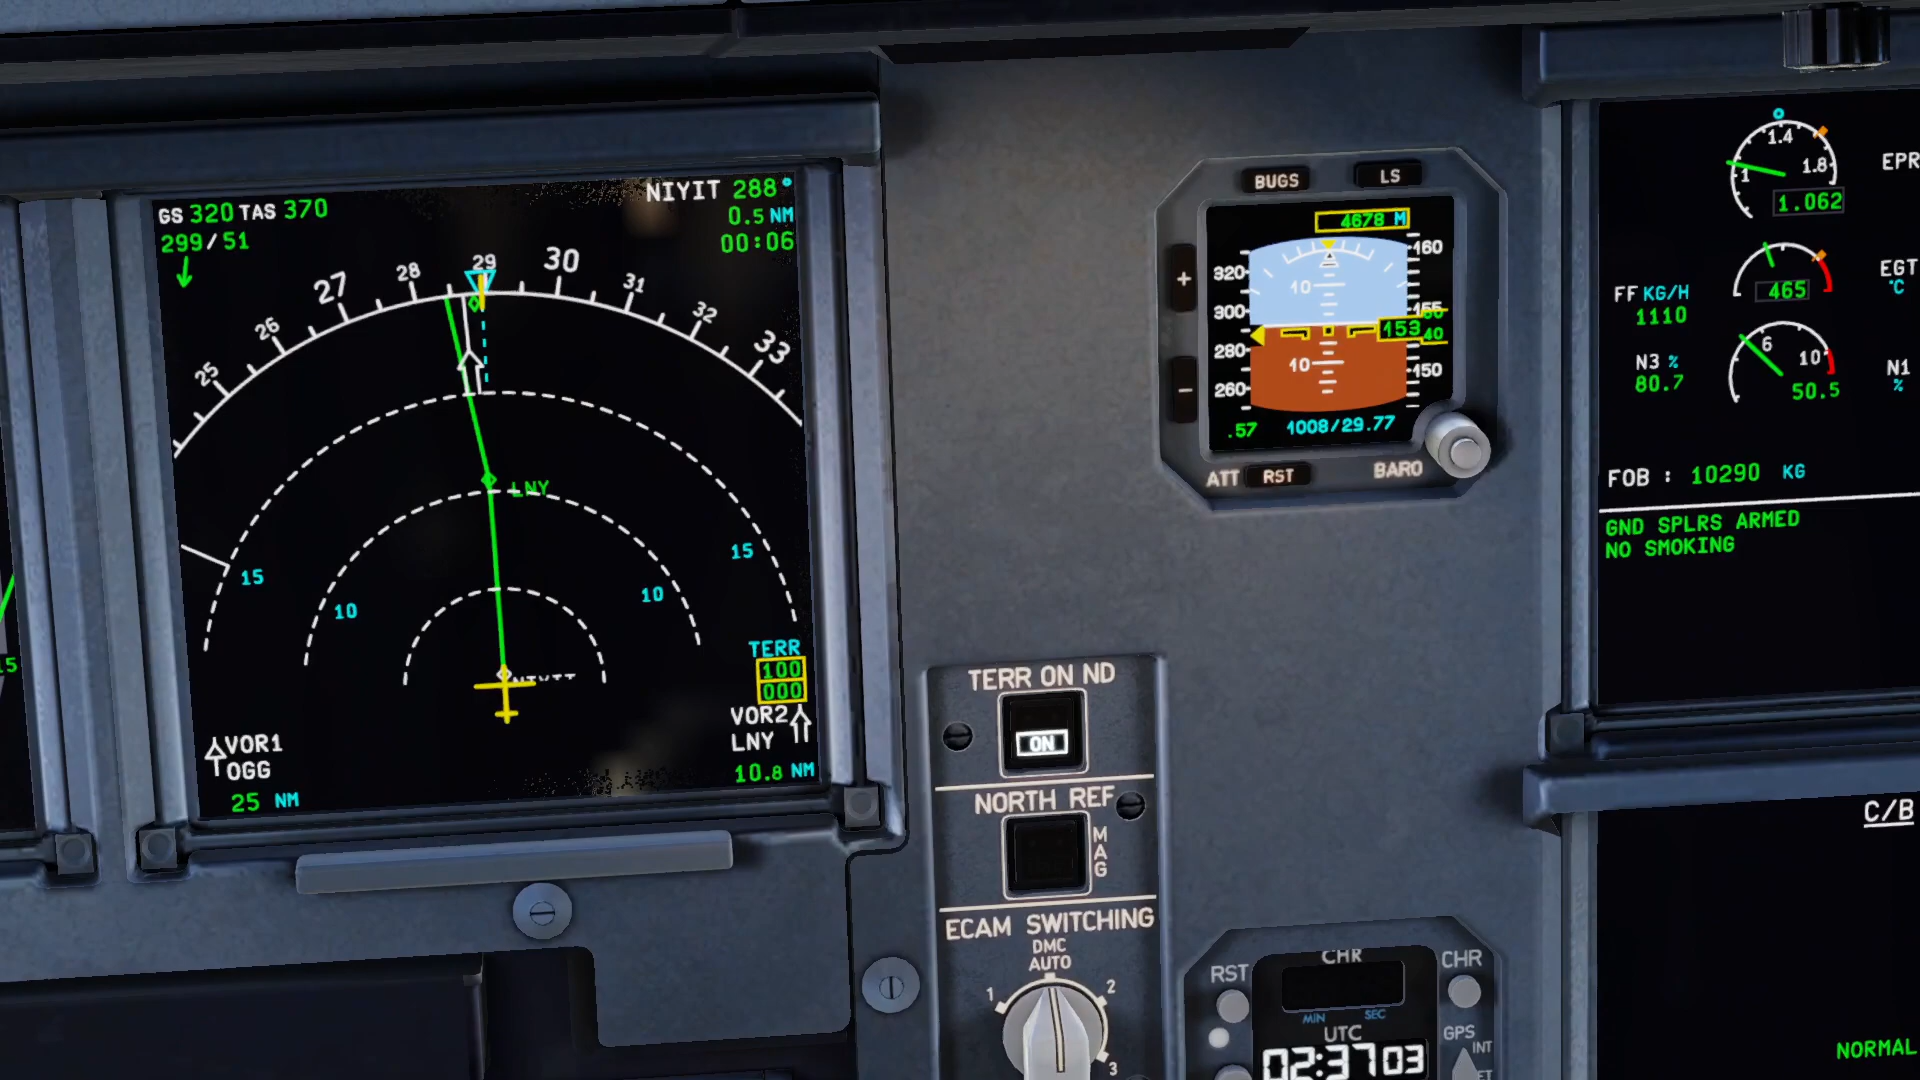 GS 320 TAS 370
299/51
NIYIT 288°
0.5 NM
00:06
25
26
27
28
29
30
31
32
33
LNY
15
15
10
10
TERR
100
000
VOR1
OGG
25 NM
VOR2
LNY
10.8 NM
BUGS
LS
4678 M
320
300
280
260
10
10
160
155
150
153
40
.57
1008/29.77
+
-
ATT
RST
BARO
TERR ON ND
ON
NORTH REF
MAG
ECAM SWITCHING
DMC
AUTO
1
2
3
RST
CHR
CHR
MIN
SEC
UTC
GPS
INT
02:37 03
1.4
1.8
1
1.062
EPR
465
EGT
°C
FF KG/H
1110
N3 %
80.7
6
10
50.5
N1
%
FOB : 10290 KG
GND SPLRS ARMED
NO SMOKING
C/B
NORMAL